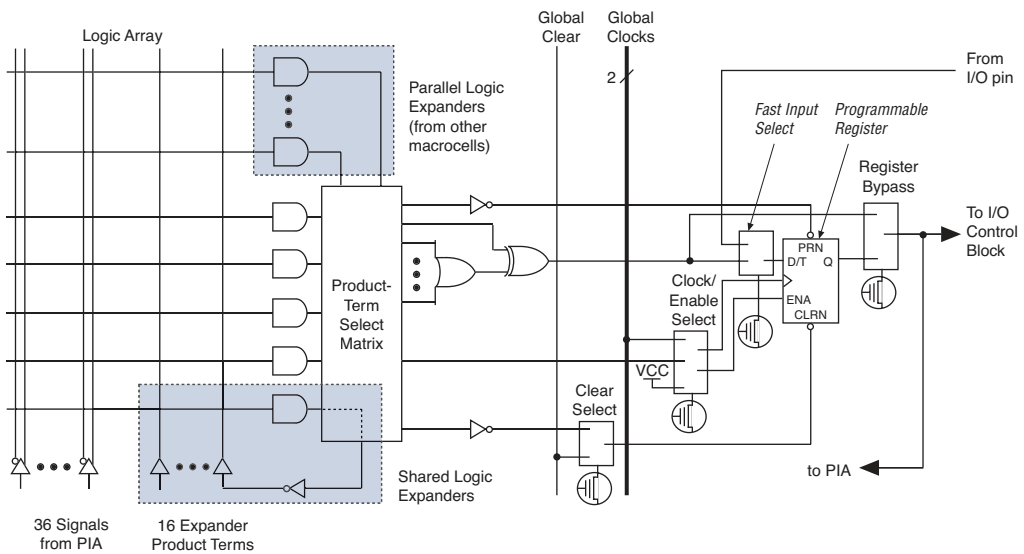 Logic Array
Global
Clear
Global
Clocks
2
Parallel Logic
Expanders
(from other
macrocells)
From
I/O pin
Fast Input
Select
Programmable
Register
Register
Bypass
To I/O
Control
Block
PRN
D/T
Q
ENA
CLRN
Clock/
Enable
Select
Product-
Term
Select
Matrix
VCC
Clear
Select
to PIA
Shared Logic
Expanders
36 Signals
from PIA
16 Expander
Product Terms